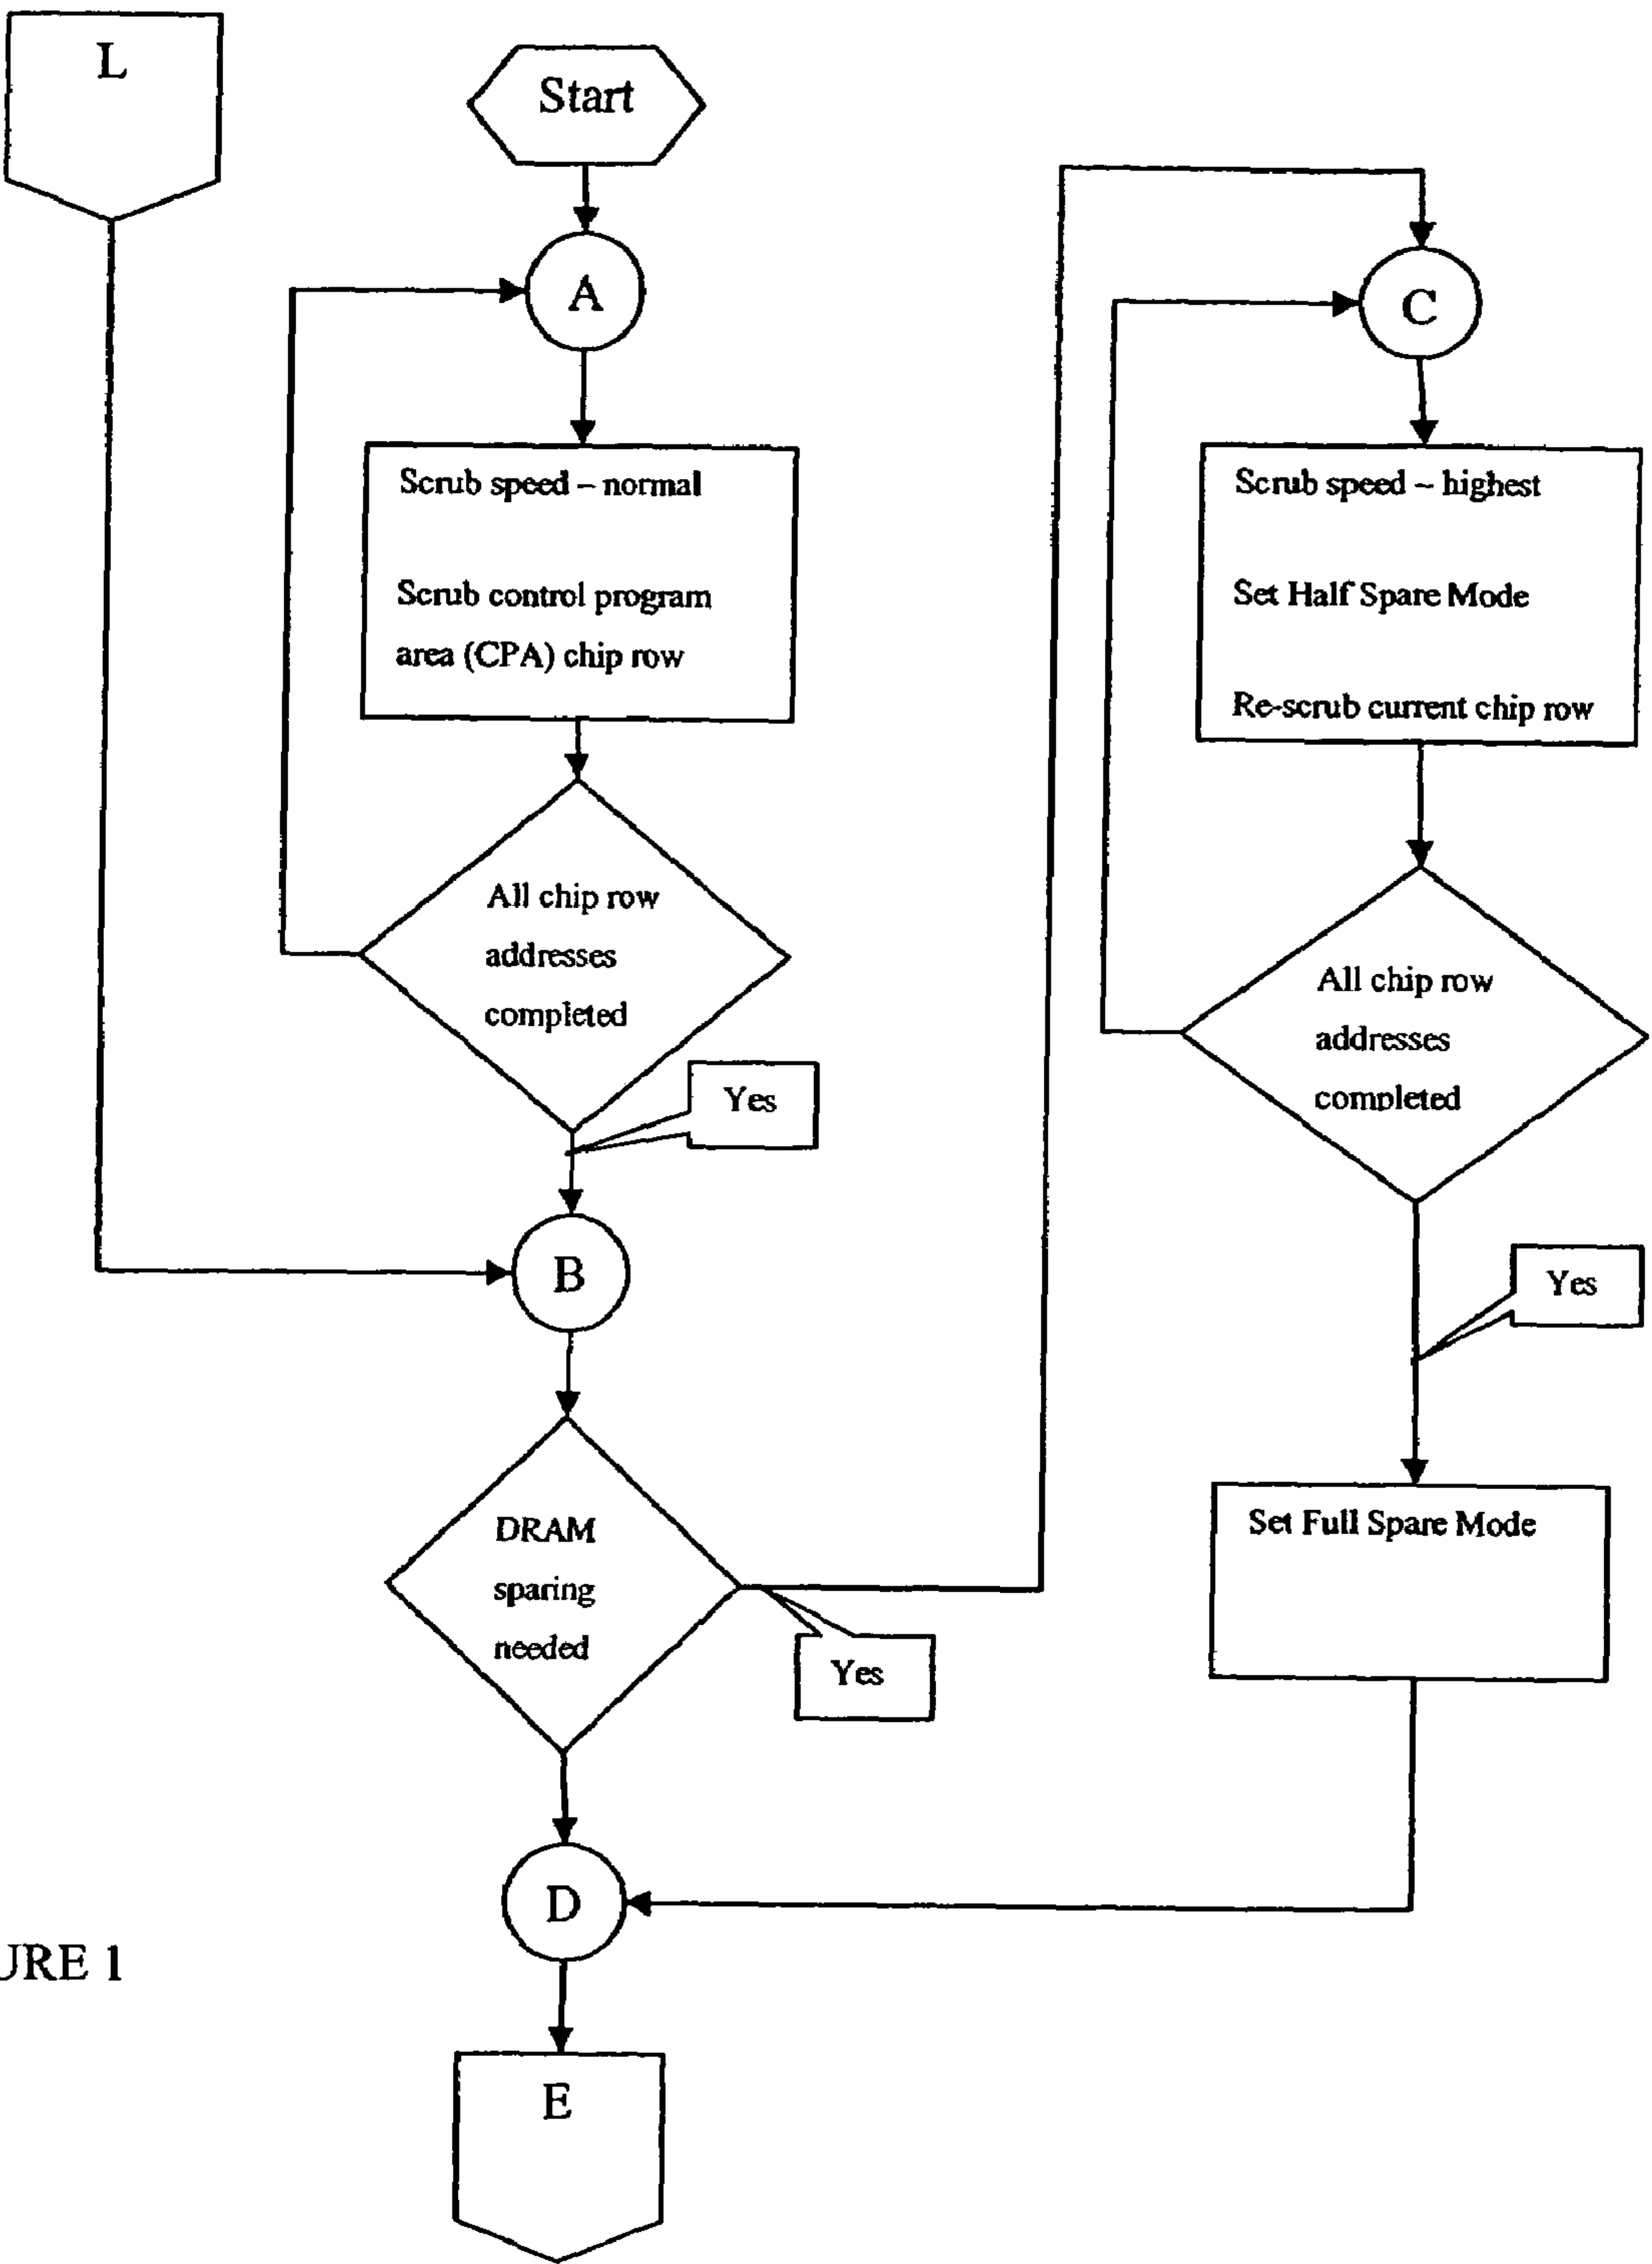 L
Start
A
Scrub speed – normal
Scrub control program
area (CPA) chip row
All chip row
addresses
completed
Yes
B
DRAM
sparing
needed
Yes
D
E
C
Scrub speed – highest
Set Half Spare Mode
Re-scrub current chip row
All chip row
addresses
completed
Yes
Set Full Spare Mode
URE 1